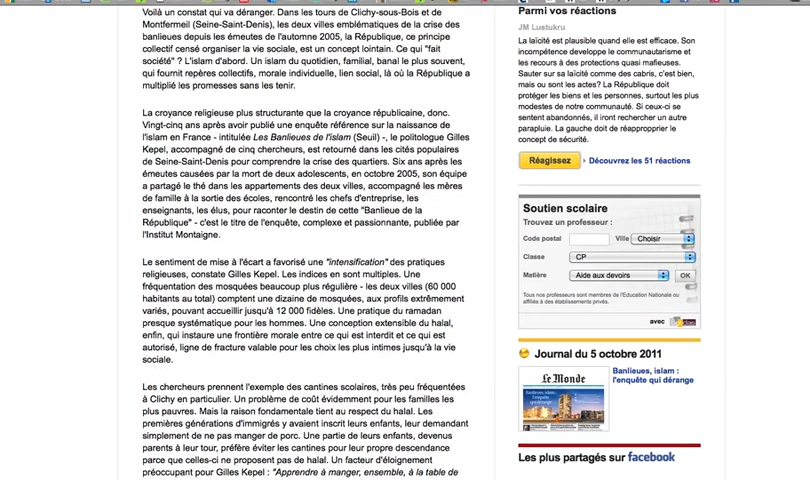 Voilà un constat qui va déranger. Dans les tours de Clichy-sous-Bois et de
Montfermeil (Seine-Saint-Denis), les deux villes emblématiques de la crise des
banlieues depuis les émeutes de l'automne 2005, la République, ce principe
collectif censé organiser la vie sociale, est un concept lointain. Ce qui "fait
société" ? L'islam d'abord. Un islam du quotidien, familial, banal le plus souvent,
qui fournit repères collectifs, morale individuelle, lien social, là où la République a
multiplié les promesses sans les tenir.
La croyance religieuse plus structurante que la croyance républicaine, donc.
Vingt-cinq ans après avoir publié une enquête référence sur la naissance de
l'islam en France - intitulée Les Banlieues de l'islam (Seuil) -, le politologue Gilles
Kepel, accompagné de cinq chercheurs, est retourné dans les cités populaires
de Seine-Saint-Denis pour comprendre la crise des quartiers. Six ans après les
émeutes causées par la mort de deux adolescents, en octobre 2005, son équipe
a partagé le thé dans les appartements des deux villes, accompagné les mères
de famille à la sortie des écoles, rencontré les chefs d'entreprise, les
enseignants, les élus, pour raconter le destin de cette "Banlieue de la
République" - c'est le titre de l'enquête, complexe et passionnante, publiée par
l'Institut Montaigne.
Le sentiment de mise à l'écart a favorisé une "intensification" des pratiques
religieuses, constate Gilles Kepel. Les indices en sont multiples. Une
fréquentation des mosquées beaucoup plus régulière - les deux villes (60 000
habitants au total) comptent une dizaine de mosquées, aux profils extrêmement
variés, pouvant accueillir jusqu'à 12 000 fidèles. Une pratique du ramadan
presque systématique pour les hommes. Une conception extensible du halal,
enfin, qui instaure une frontière morale entre ce qui est interdit et ce qui est
autorisé, ligne de fracture valable pour les choix les plus intimes jusqu'à la vie
sociale.
Les chercheurs prennent l'exemple des cantines scolaires, très peu fréquentées
à Clichy en particulier. Un problème de coût évidemment pour les familles les
plus pauvres. Mais la raison fondamentale tient au respect du halal. Les
premières générations d'immigrés y avaient inscrit leurs enfants, leur demandant
simplement de ne pas manger de porc. Une partie de leurs enfants, devenus
parents à leur tour, préfère éviter les cantines pour leur propre descendance
parce que celles-ci ne proposent pas de halal. Un facteur d'éloignement
préoccupant pour Gilles Kepel : "Apprendre à manger, ensemble, à la table de
Parmi vos réactions
JM Lustukru
La laïcité est plausible quand elle est efficace. Son
incompétence developpe le communautarisme et
les recours à des protections quasi mafieuses.
Sauter sur sa laïcité comme des cabris, c'est bien,
mais ou sont les actes? La République doit
protéger les biens et les personnes, surtout les plus
modestes de notre communauté. Si ceux-ci se
sentent abandonnés, il iront rechercher un autre
parapluie. La gauche doit de réapproprier le
concept de sécurité.
Réagissez
Découvrez les 51 réactions
Soutien scolaire
Trouvez un professeur :
Code postal Ville Choisir
Classe CP
Matière Aide aux devoirs OK
Tous nos professeurs sont membres de l'Education Nationale ou
affiliés à des établissements privés.
avec
Journal du 5 octobre 2011
Le Monde
Banlieues, islam :
l'enquête qui dérange
Banlieues, islam :
l'enquête qui dérange
Les plus partagés sur facebook